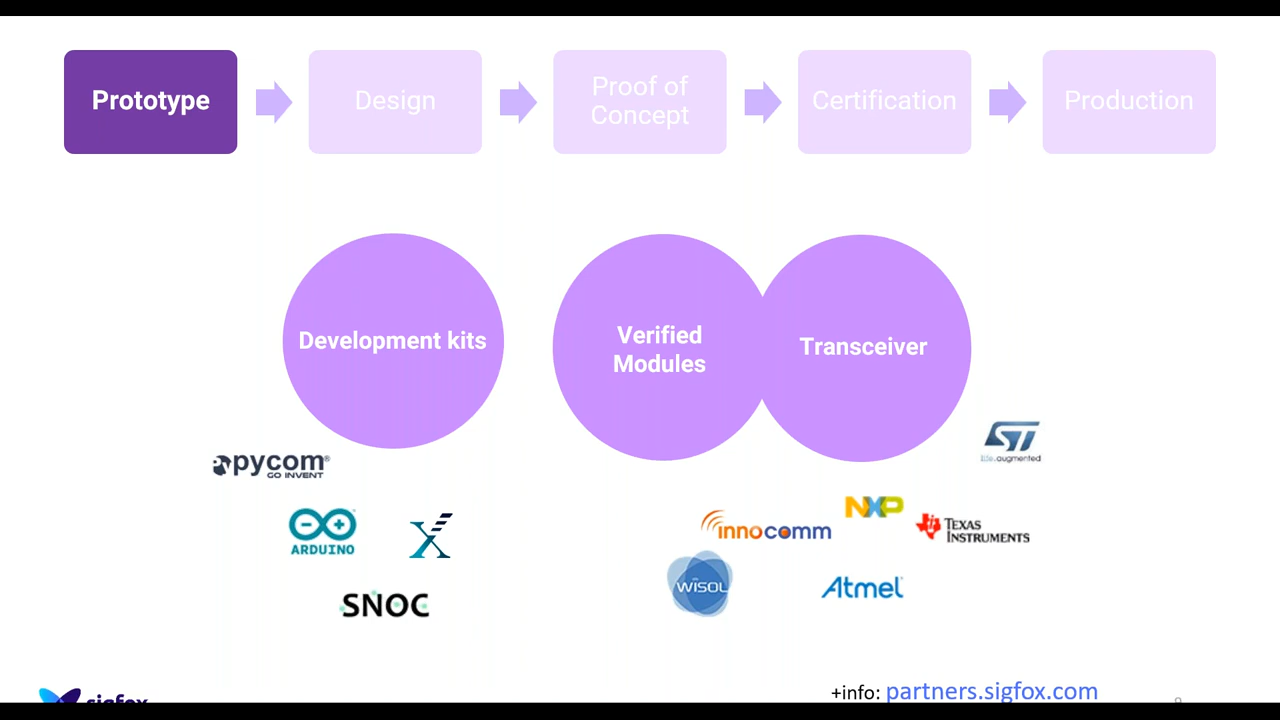 Prototype
Design
Proof of
Concept
Certification
Production
Development kits
Verified
Modules
Transceiver
pycom®
GO INVENT
ARDUINO
SNOC
ST
life.augmented
NXP
innocomm
TEXAS
INSTRUMENTS
WISOL
Atmel
sigfox
+info: partners.sigfox.com